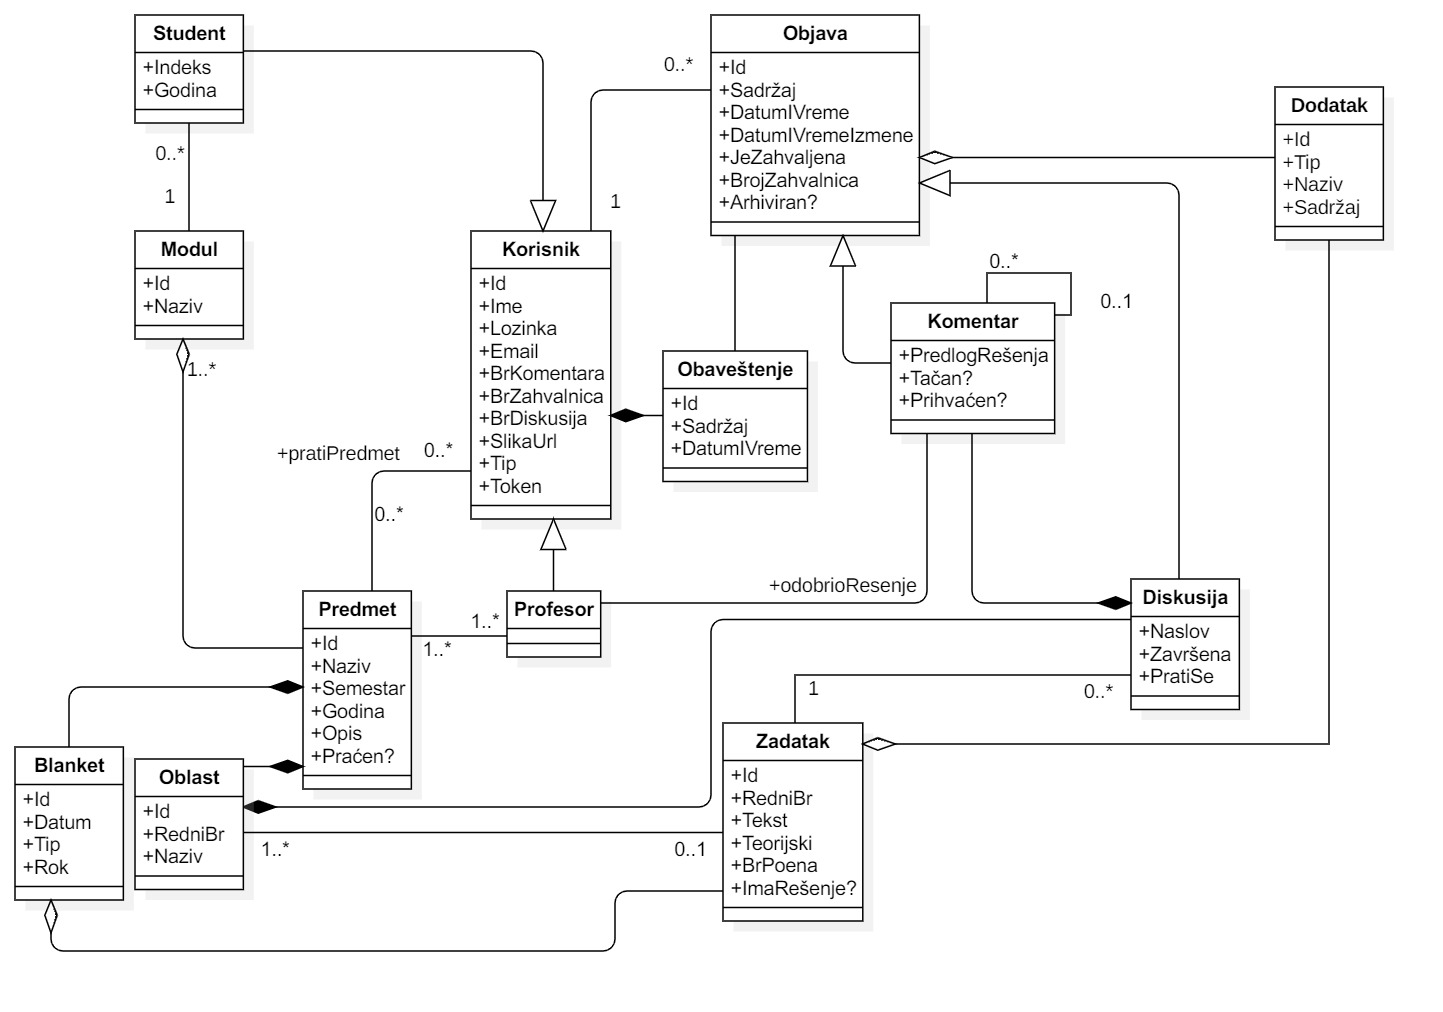 Student
+Indeks
+Godina
0..*
1
Modul
+Id
+Naziv
1..*
Objava
+Id
+Sadržaj
+DatumIVreme
+DatumIVremeIzmene
+JeZahvaljena
+BrojZahvalnica
+Arhiviran?
0..*
1
Dodatak
+Id
+Tip
+Naziv
+Sadržaj
Korisnik
+Id
+Ime
+Lozinka
+Email
+BrKomentara
+BrZahvalnica
+BrDiskusija
+SlikaUrl
+Tip
+Token
0..*
0..1
Komentar
+PredlogRešenja
+Tačan?
+Prihvaćen?
Obaveštenje
+Id
+Sadržaj
+DatumIVreme
+pratiPredmet
0..*
0..*
+odobrioResenje
Predmet
+Id
+Naziv
+Semestar
+Godina
+Opis
+Praćen?
1..*
1..*
Profesor
Diskusija
+Naslov
+Završena
+PratiSe
1
0..*
Zadatak
+Id
+RedniBr
+Tekst
+Teorijski
+BrPoena
+ImaRešenje?
Blanket
+Id
+Datum
+Tip
+Rok
Oblast
+Id
+RedniBr
+Naziv
1..*
0..1